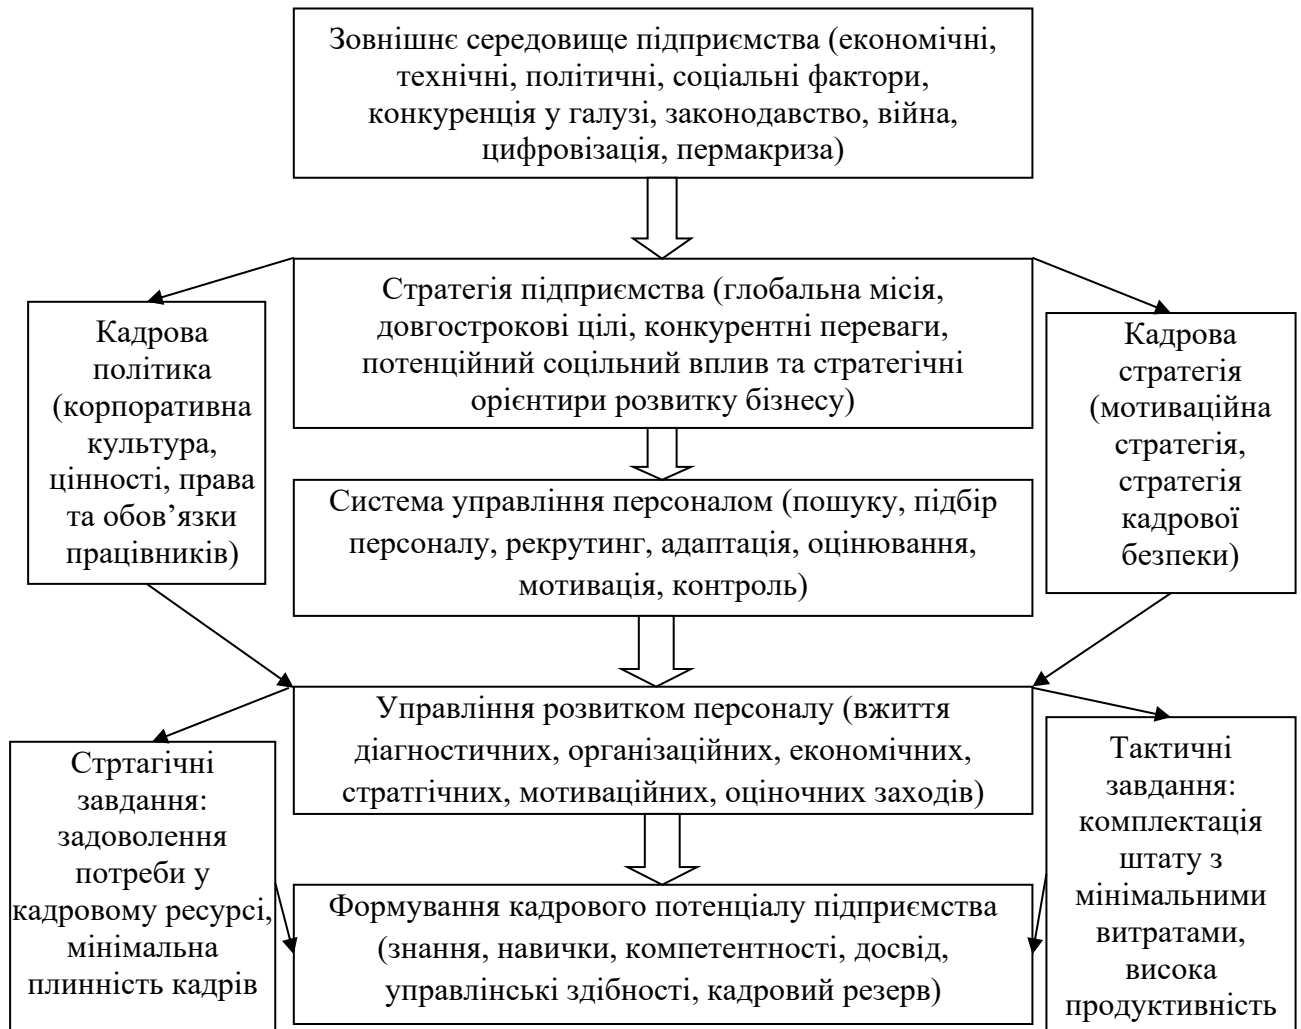 Зовнішнє середовище підприємства (економічні,
технічні, політичні, соціальні фактори,
конкуренція у галузі, законодавство, війна,
цифровізація, пермакриза)
Стратегія підприємства (глобальна місія,
довгострокові цілі, конкурентні переваги,
потенційний соцільний вплив та стратегічні
орієнтири розвитку бізнесу)
Кадрова
політика
(корпоративна
культура,
цінності, права
та обов’язки
працівників)
Кадрова
стратегія
(мотиваційна
стратегія,
стратегія
кадрової
безпеки)
Система управління персоналом (пошуку, підбір
персоналу, рекрутинг, адаптація, оцінювання,
мотивація, контроль)
Управління розвитком персоналу (вжиття
діагностичних, організаційних, економічних,
стратгічних, мотиваційних, оціночних заходів)
Стртагічні
завдання:
задоволення
потреби у
кадровому ресурсі,
мінімальна
плинність кадрів
Тактичні
завдання:
комплектація
штату з
мінімальними
витратами,
висока
продуктивність
Формування кадрового потенціалу підприємства
(знання, навички, компетентності, досвід,
управлінські здібності, кадровий резерв)